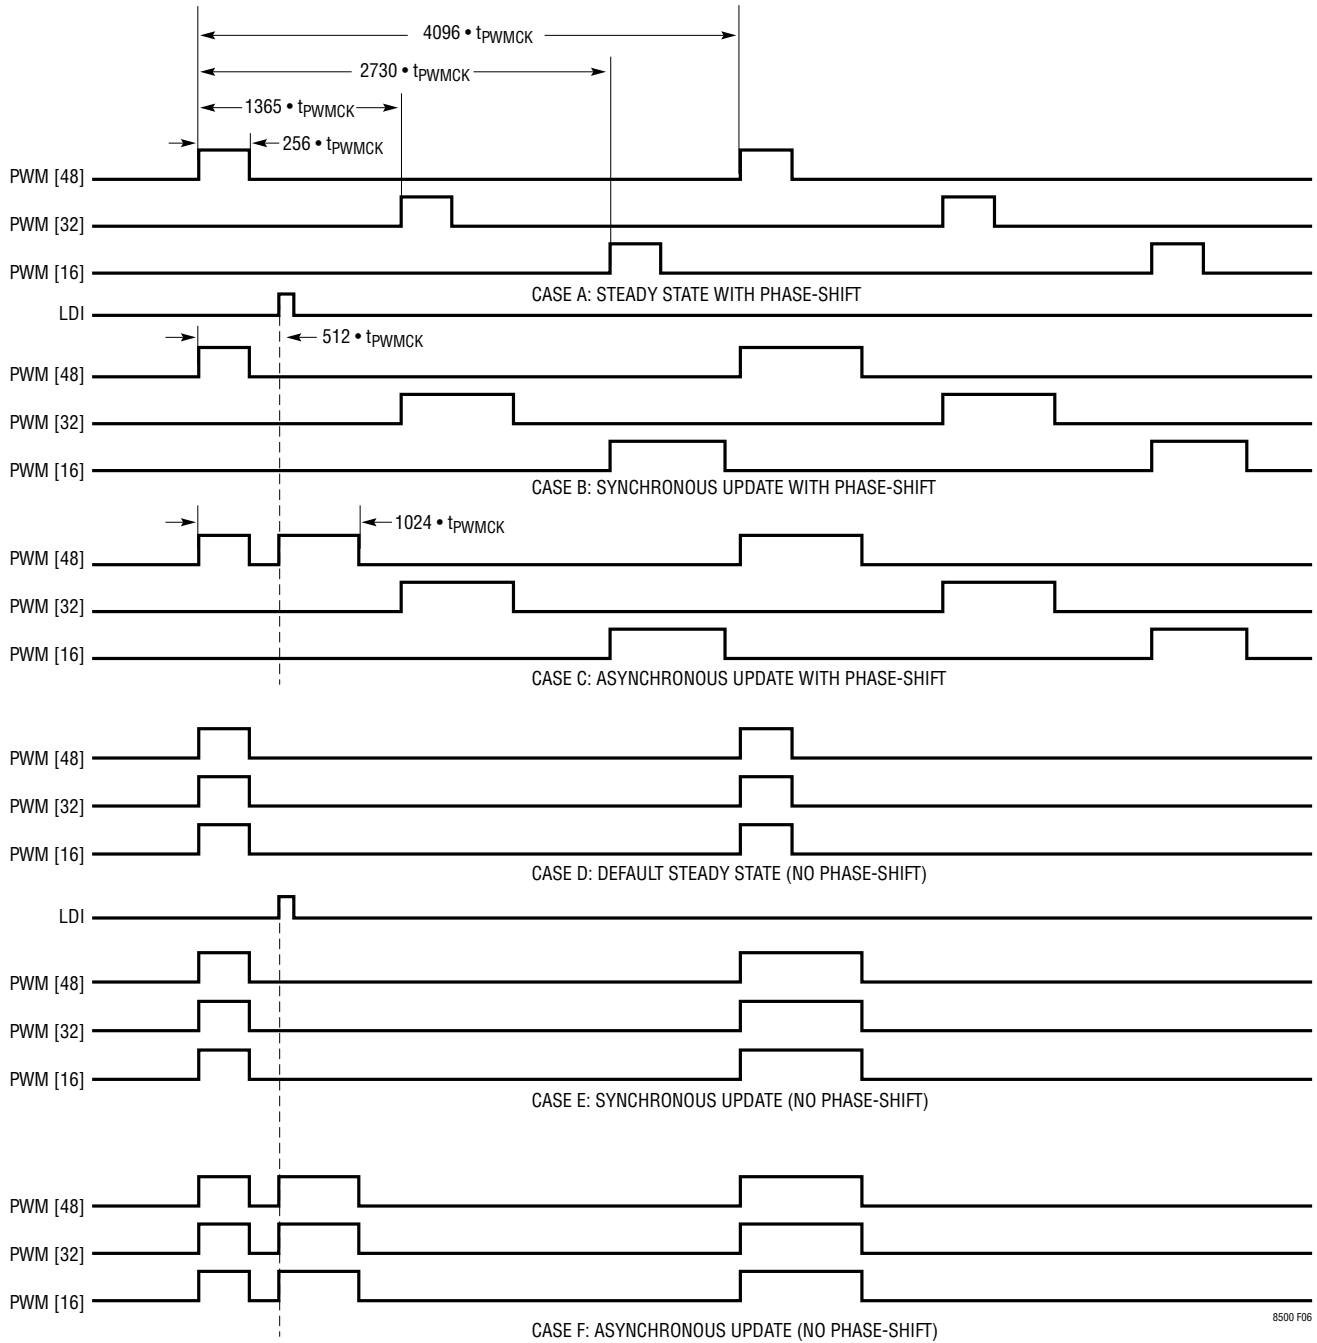 4096 • tPWMCK
2730 • tPWMCK
1365 • tPWMCK
256 • tPWMCK
PWM [48]
PWM [32]
PWM [16]
CASE A: STEADY STATE WITH PHASE-SHIFT
LDI
512 • tPWMCK
PWM [48]
PWM [32]
PWM [16]
CASE B: SYNCHRONOUS UPDATE WITH PHASE-SHIFT
1024 • tPWMCK
PWM [48]
PWM [32]
PWM [16]
CASE C: ASYNCHRONOUS UPDATE WITH PHASE-SHIFT
PWM [48]
PWM [32]
PWM [16]
CASE D: DEFAULT STEADY STATE (NO PHASE-SHIFT)
LDI
PWM [48]
PWM [32]
PWM [16]
CASE E: SYNCHRONOUS UPDATE (NO PHASE-SHIFT)
PWM [48]
PWM [32]
PWM [16]
8500 F06
CASE F: ASYNCHRONOUS UPDATE (NO PHASE-SHIFT)